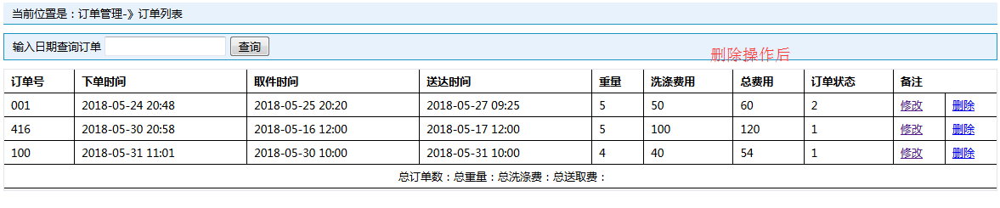 当前位置是：订单管理-》订单列表
输入日期查询订单 查询
删除操作后
订单号 下单时间 取件时间 送达时间 重量 洗涤费用 总费用 订单状态 备注
001 2018-05-24 20:48 2018-05-25 20:20 2018-05-27 09:25 5 50 60 2 修改 删除
416 2018-05-30 20:58 2018-05-16 12:00 2018-05-17 12:00 5 100 120 1 修改 删除
100 2018-05-31 11:01 2018-05-30 10:00 2018-05-31 10:00 4 40 54 1 修改 删除
总订单数：总重量：总洗涤费：总送取费：